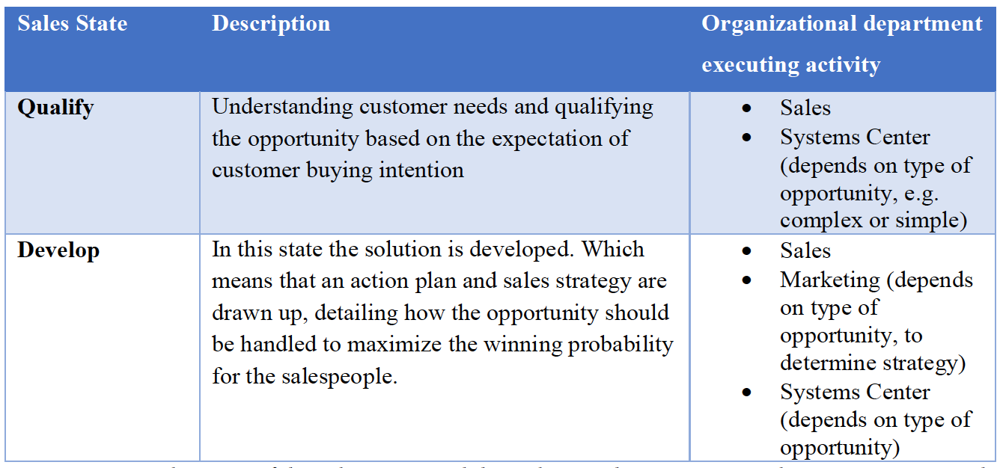 Sales State
Description
Organizational department
executing activity
Qualify
Understanding customer needs and qualifying
the opportunity based on the expectation of
customer buying intention
• Sales
• Systems Center
(depends on type of
opportunity, e.g.
complex or simple)
Develop
In this state the solution is developed. Which
means that an action plan and sales strategy are
drawn up, detailing how the opportunity should
be handled to maximize the winning probability
for the salespeople.
• Sales
• Marketing (depends
on type of
opportunity, to
determine strategy)
• Systems Center
(depends on type of
opportunity)